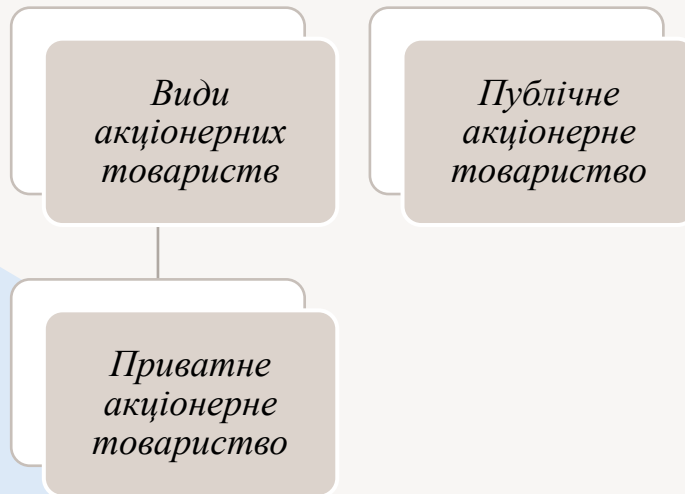 Види
акціонерних
товариств
Публічне
акціонерне
товариство
Приватне
акціонерне
товариство